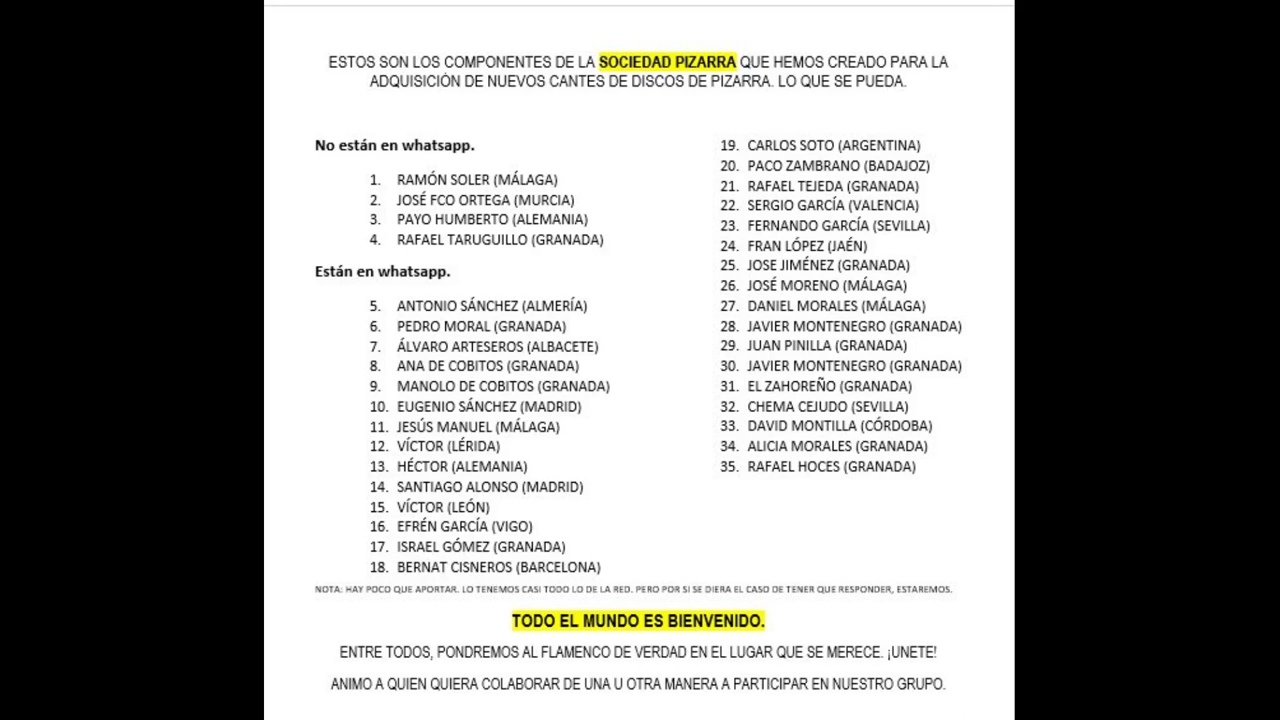 ESTOS SON LOS COMPONENTES DE LA SOCIEDAD PIZARRA QUE HEMOS CREADO PARA LA
ADQUISICIÓN DE NUEVOS CANTES DE DISCOS DE PIZARRA. LO QUE SE PUEDA.
No están en whatsapp.
1. RAMÓN SOLER (MÁLAGA)
2. JOSÉ FCO ORTEGA (MURCIA)
3. PAYO HUMBERTO (ALEMANIA)
4. RAFAEL TARUGUILLO (GRANADA)
Están en whatsapp.
5. ANTONIO SÁNCHEZ (ALMERÍA)
6. PEDRO MORAL (GRANADA)
7. ÁLVARO ARTESEROS (ALBACETE)
8. ANA DE COBITOS (GRANADA)
9. MANOLO DE COBITOS (GRANADA)
10. EUGENIO SÁNCHEZ (MADRID)
11. JESÚS MANUEL (MÁLAGA)
12. VÍCTOR (LÉRIDA)
13. HÉCTOR (ALEMANIA)
14. SANTIAGO ALONSO (MADRID)
15. VÍCTOR (LEÓN)
16. EFRÉN GARCÍA (VIGO)
17. ISRAEL GÓMEZ (GRANADA)
18. BERNAT CISNEROS (BARCELONA)
19. CARLOS SOTO (ARGENTINA)
20. PACO ZAMBRANO (BADAJOZ)
21. RAFAEL TEJEDA (GRANADA)
22. SERGIO GARCÍA (VALENCIA)
23. FERNANDO GARCÍA (SEVILLA)
24. FRAN LÓPEZ (JAÉN)
25. JOSE JIMÉNEZ (GRANADA)
26. JOSÉ MORENO (MÁLAGA)
27. DANIEL MORALES (MÁLAGA)
28. JAVIER MONTENEGRO (GRANADA)
29. JUAN PINILLA (GRANADA)
30. JAVIER MONTENEGRO (GRANADA)
31. EL ZAHOREÑO (GRANADA)
32. CHEMA CEJUDO (SEVILLA)
33. DAVID MONTILLA (CÓRDOBA)
34. ALICIA MORALES (GRANADA)
35. RAFAEL HOCES (GRANADA)
NOTA: HAY POCO QUE APORTAR. LO TENEMOS CASI TODO LO DE LA RED. PERO POR SI SE DIERA EL CASO DE TENER QUE RESPONDER, ESTAREMOS.
TODO EL MUNDO ES BIENVENIDO.
ENTRE TODOS, PONDREMOS AL FLAMENCO DE VERDAD EN EL LUGAR QUE SE MERECE. ¡UNETE!
ANIMO A QUIEN QUIERA COLABORAR DE UNA U OTRA MANERA A PARTICIPAR EN NUESTRO GRUPO.